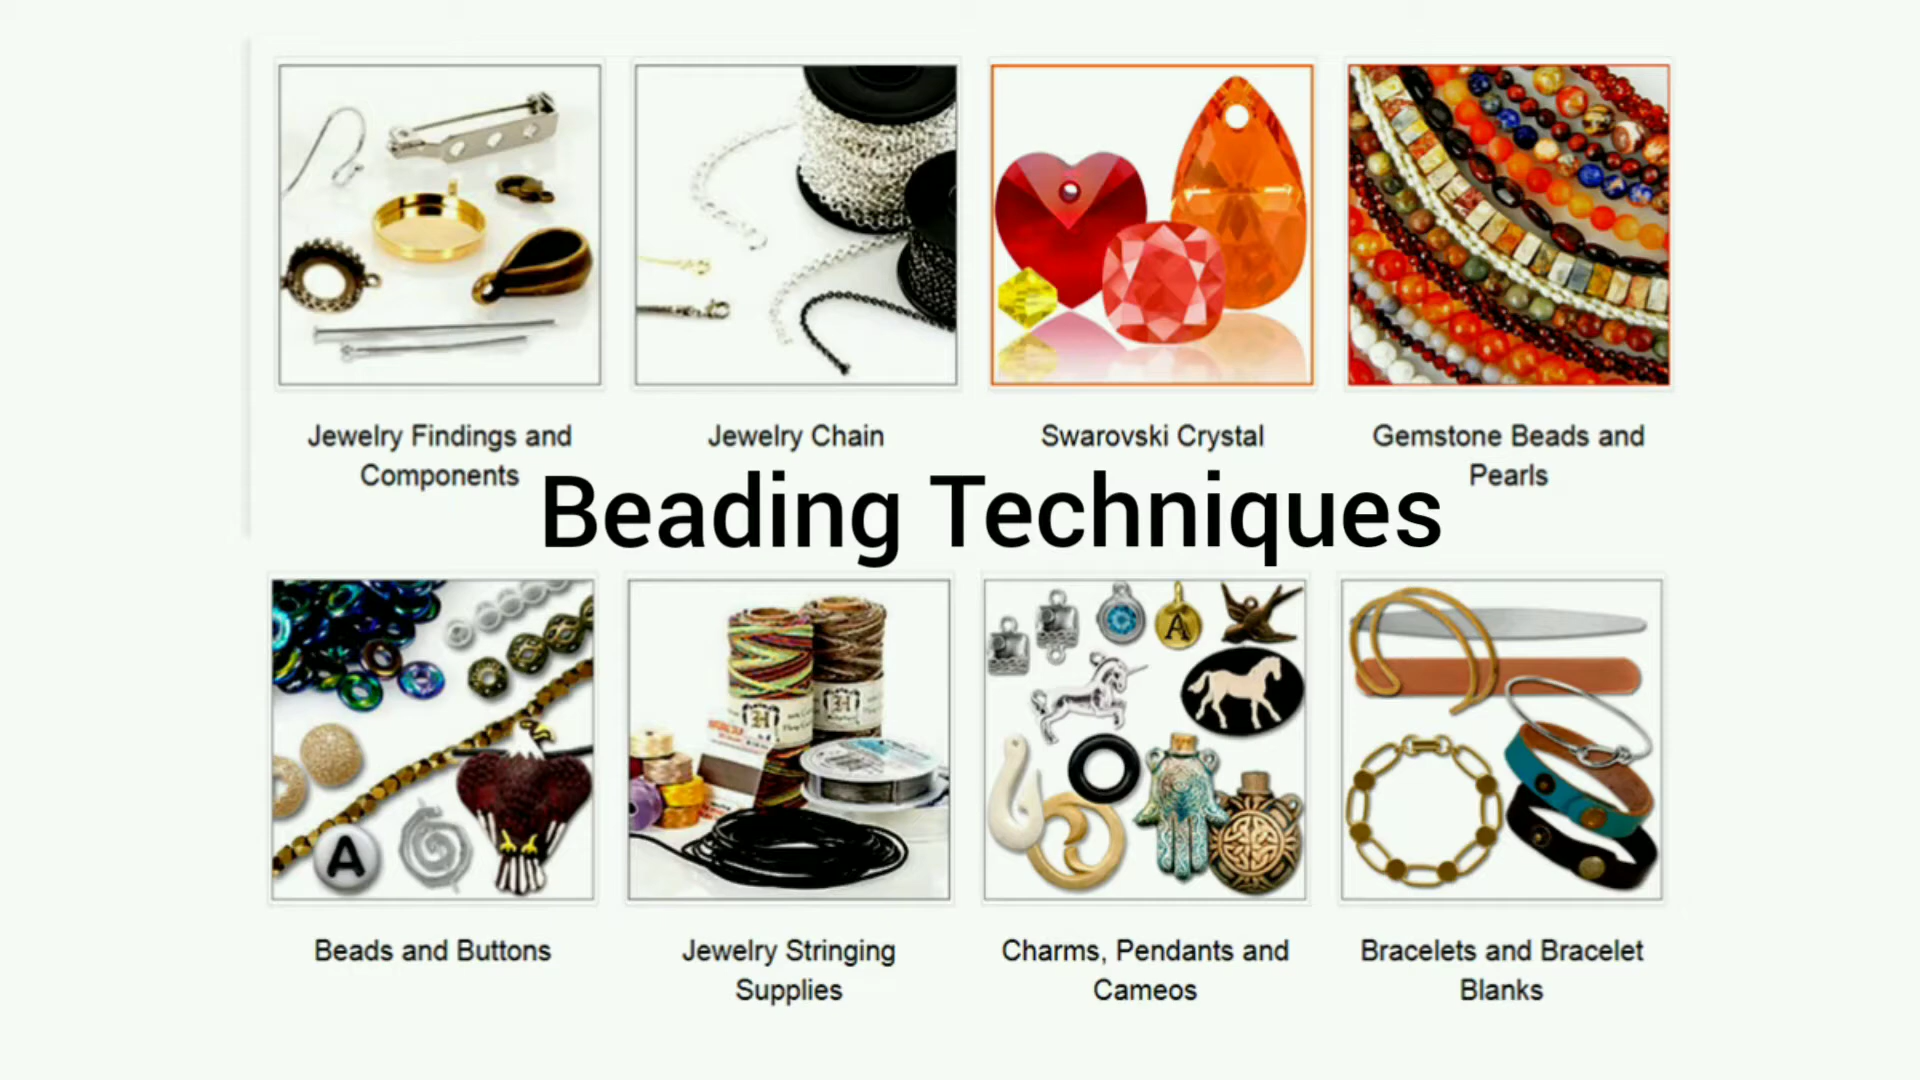 Jewelry Findings and
Components
Jewelry Chain
Swarovski Crystal
Gemstone Beads and
Pearls
Beading Techniques
A
A
H
H
Beads and Buttons
Jewelry Stringing
Supplies
Charms, Pendants and
Cameos
Bracelets and Bracelet
Blanks